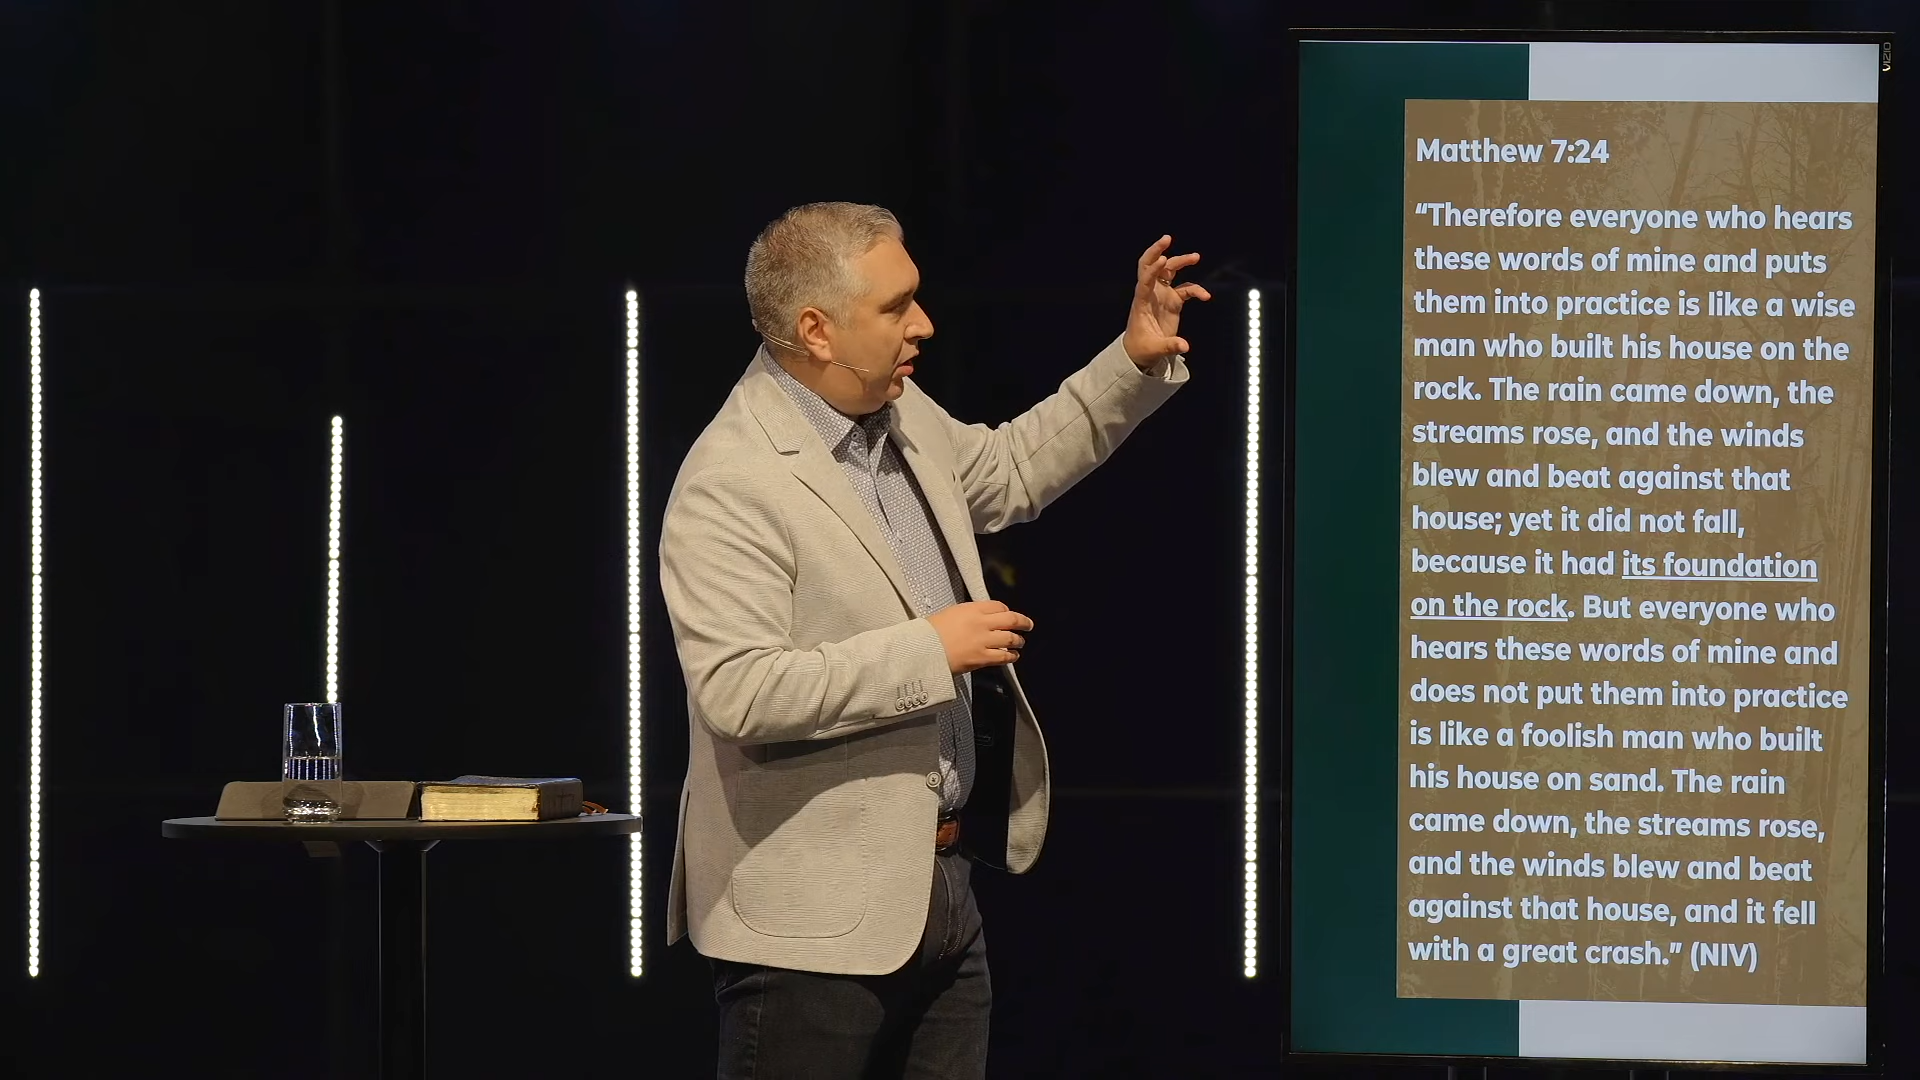 VIZIO
Matthew 7:24
“Therefore everyone who hears
these words of mine and puts
them into practice is like a wise
man who built his house on the
rock. The rain came down, the
streams rose, and the winds
blew and beat against that
house; yet it did not fall,
because it had its foundation
on the rock. But everyone who
hears these words of mine and
does not put them into practice
is like a foolish man who built
his house on sand. The rain
came down, the streams rose,
and the winds blew and beat
against that house, and it fell
with a great crash.” (NIV)